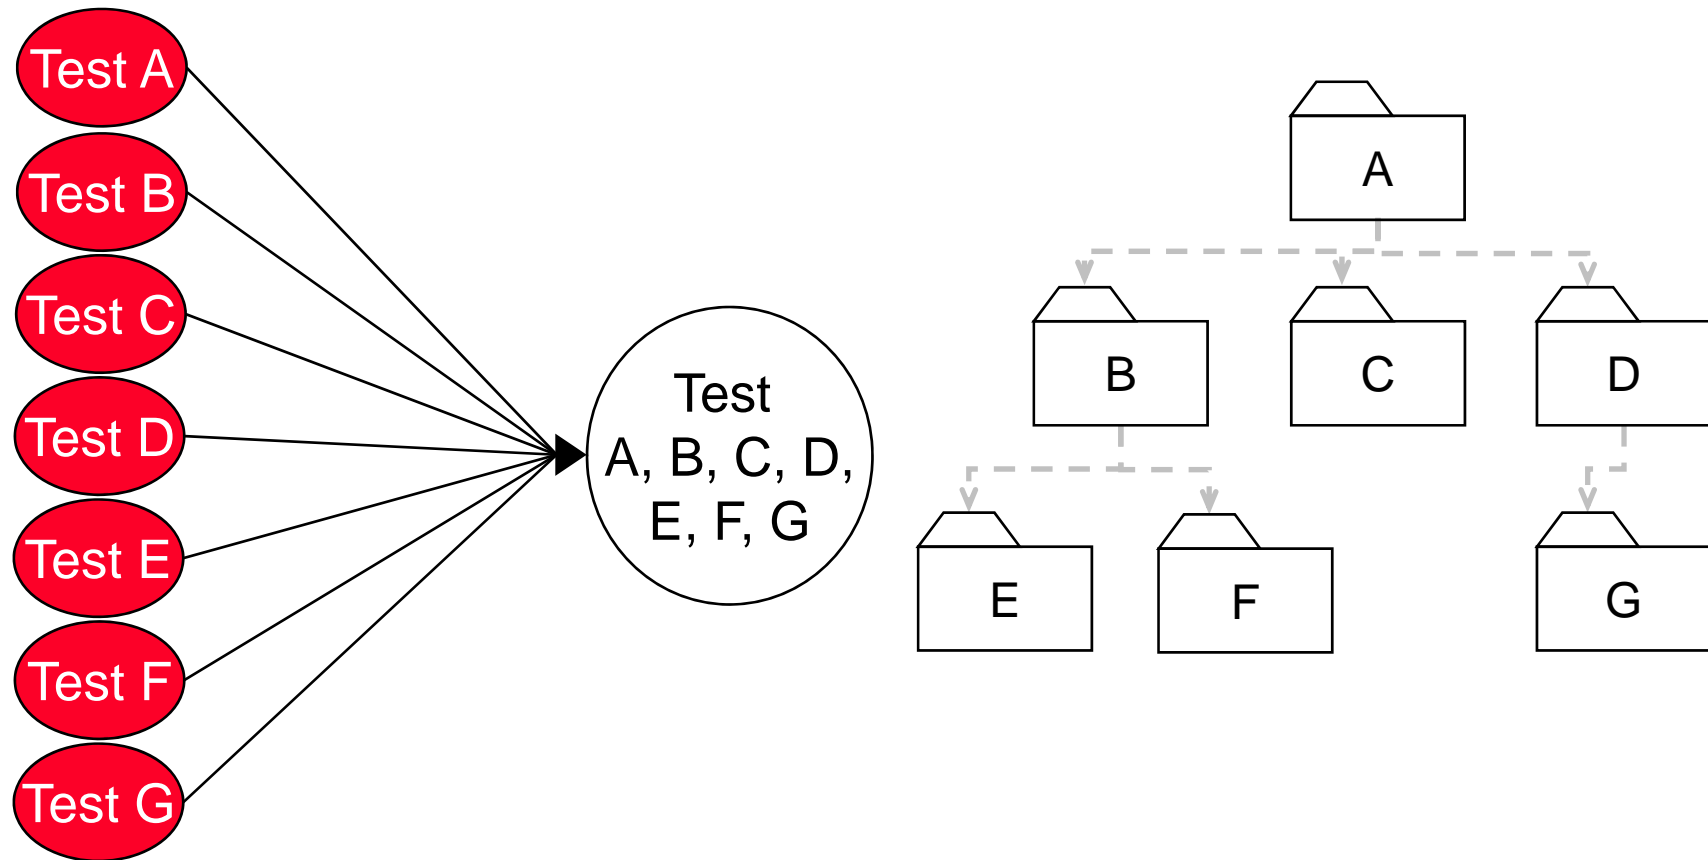 Test A
Test B
Test C
Test D
Test E
Test F
Test G
Test
A, B, C, D,
E, F, G
A
B
C
D
E
F
G